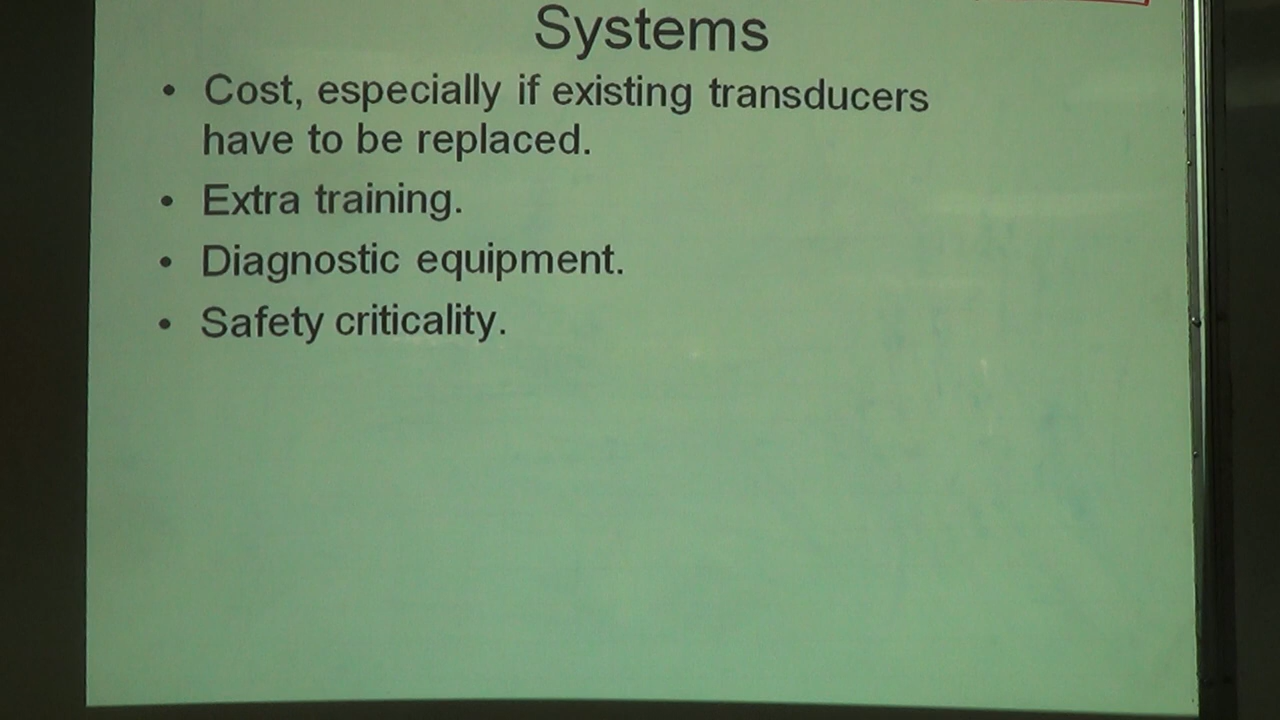 Systems
• Cost, especially if existing transducers
have to be replaced.
• Extra training.
• Diagnostic equipment.
• Safety criticality.